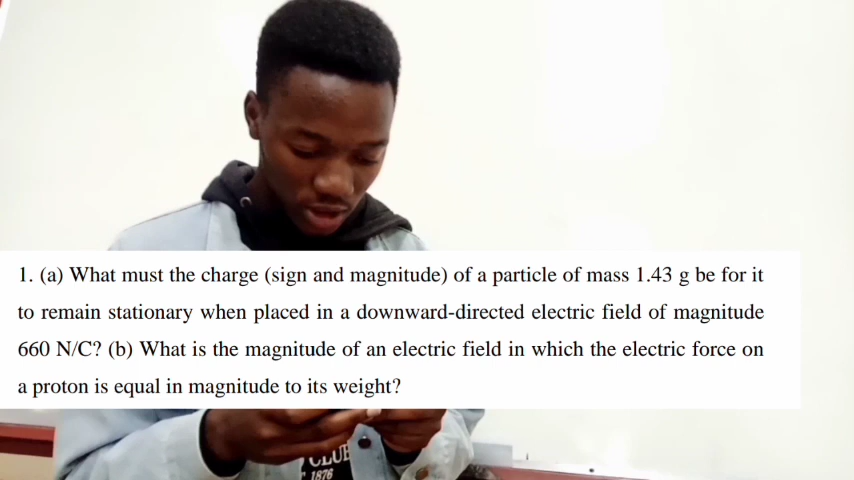 1. (a) What must the charge (sign and magnitude) of a particle of mass 1.43 g be for it
to remain stationary when placed in a downward-directed electric field of magnitude
660 N/C? (b) What is the magnitude of an electric field in which the electric force on
a proton is equal in magnitude to its weight?
CLUB
1876